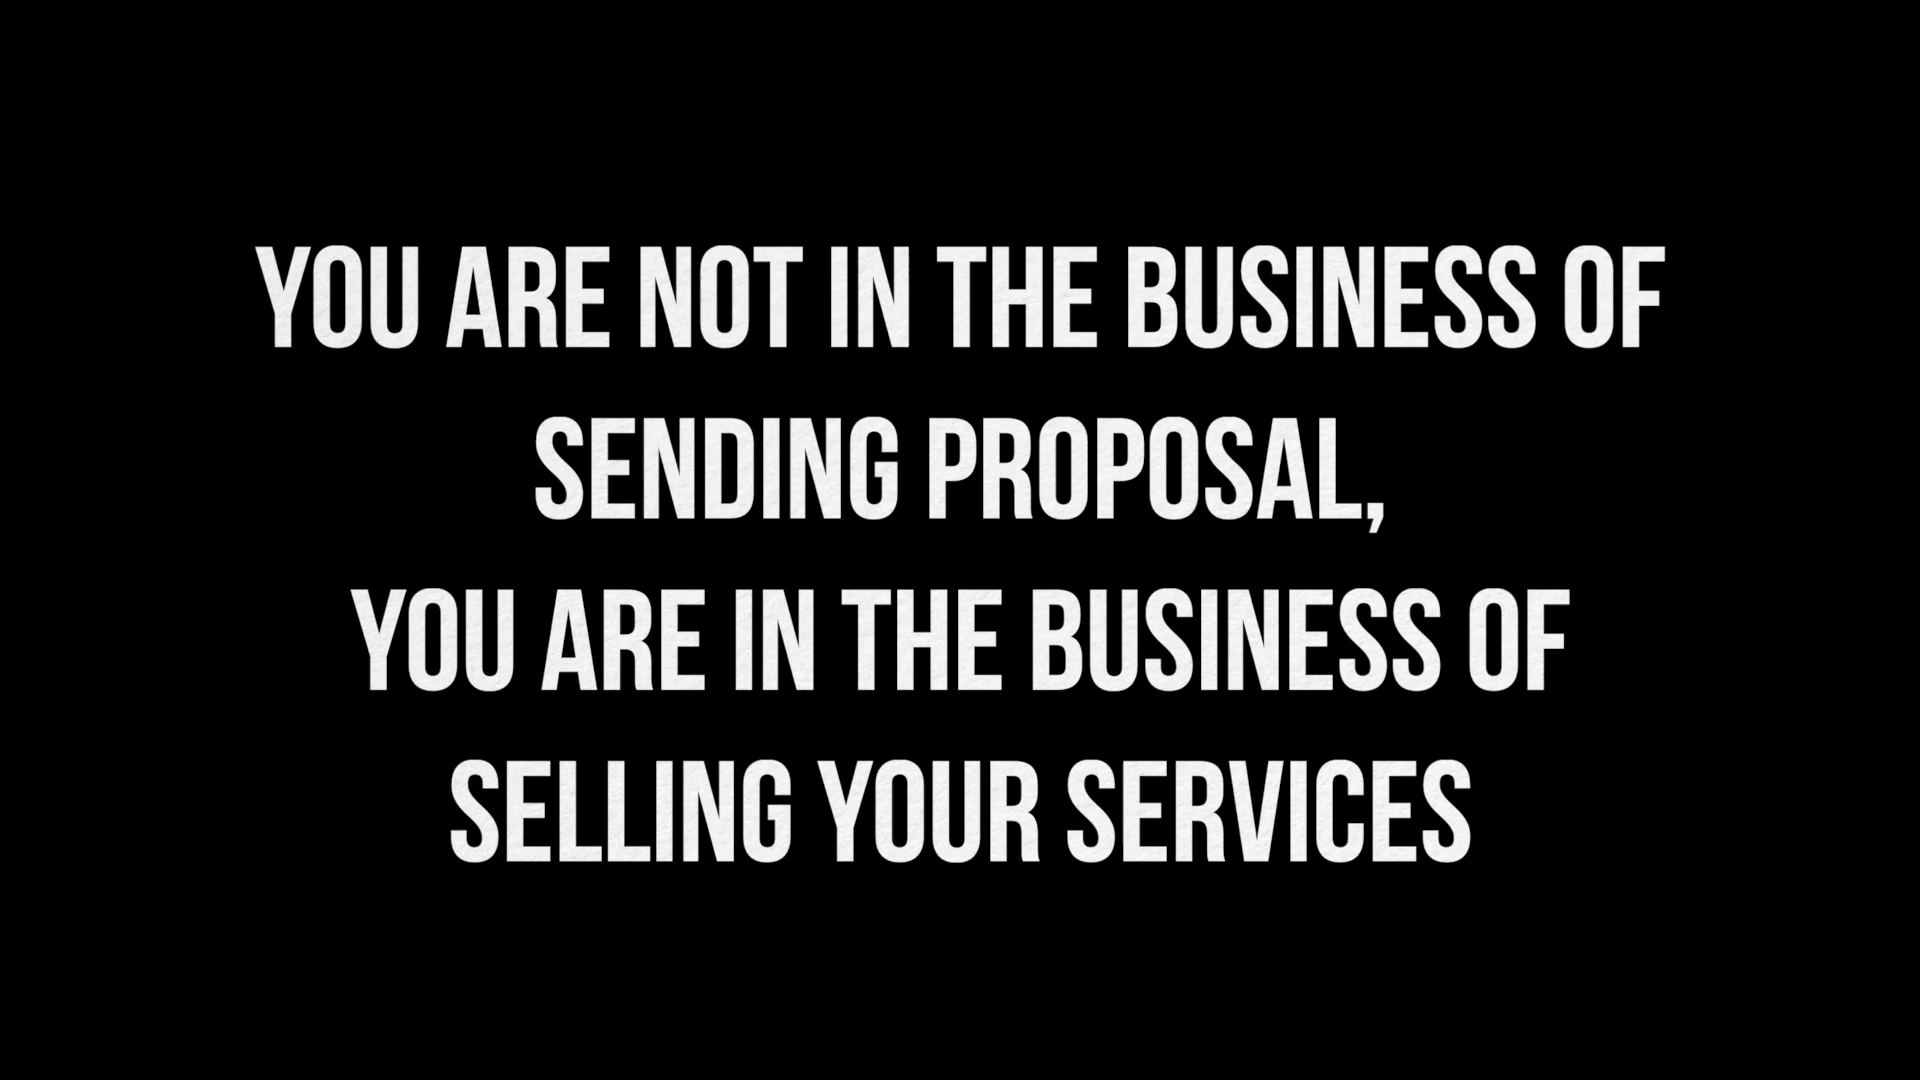 YOU ARE NOT IN THE BUSINESS OF
SENDING PROPOSAL,
YOU ARE IN THE BUSINESS OF
SELLING YOUR SERVICES